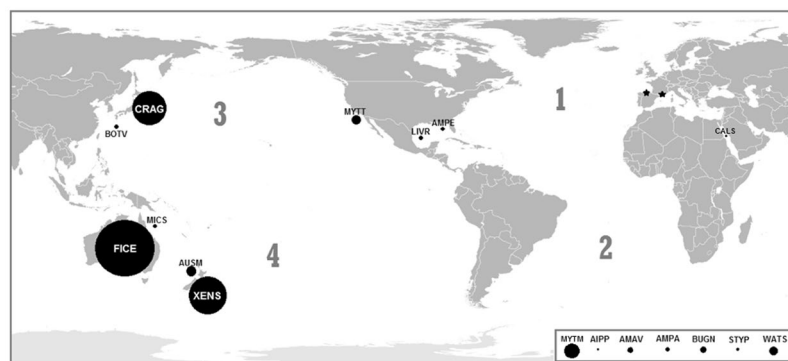 CRAG
3
1
BOTV
MYTT
LIVR
AMPE
CALS
MICS
FICE
4
2
AUSM
XENS
MYTM AIPP AMAV AMPA BUGN STYP WATS